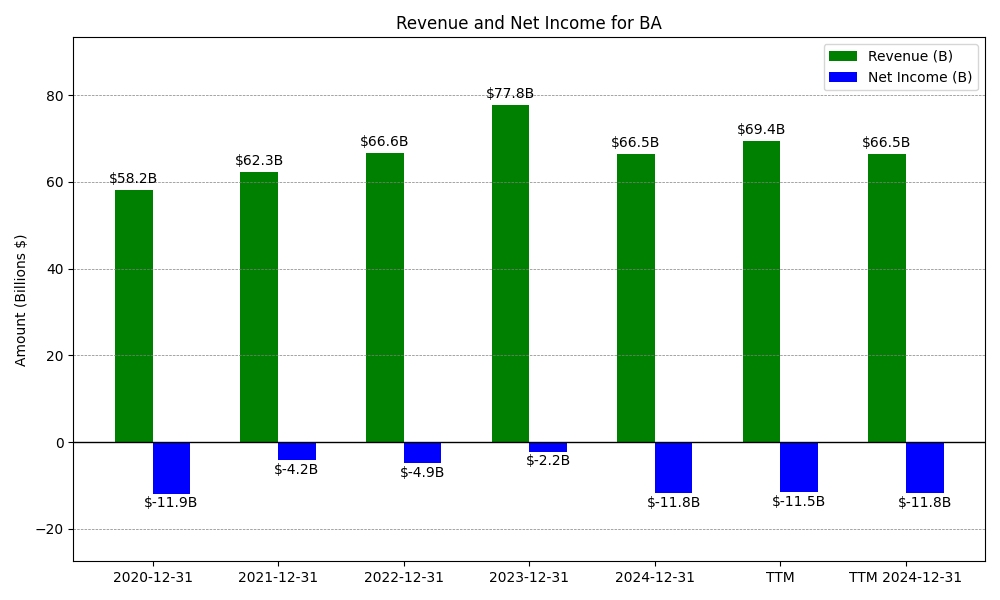 Revenue and Net Income for BA
Revenue (B)
Net Income (B)
Amount (Billions $)
80
60
40
20
0
−20
$58.2B
$62.3B
$66.6B
$77.8B
$66.5B
$69.4B
$66.5B
$-11.9B
$-4.2B
$-4.9B
$-2.2B
$-11.8B
$-11.5B
$-11.8B
2020-12-31
2021-12-31
2022-12-31
2023-12-31
2024-12-31
TTM
TTM 2024-12-31